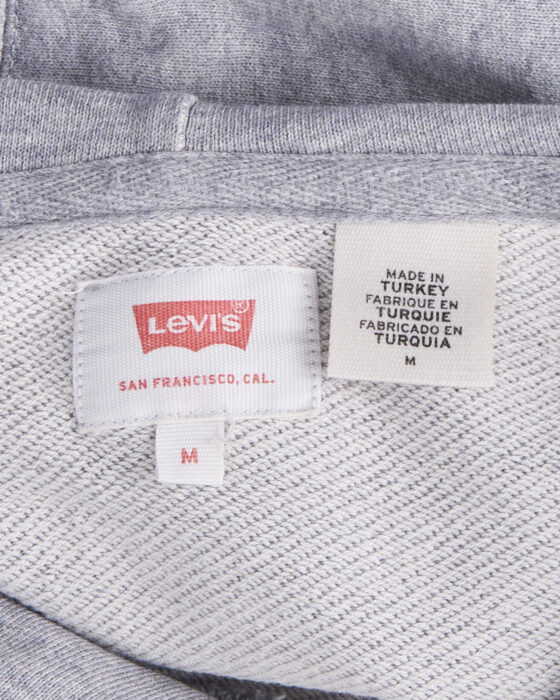 LEVI'S®
SAN FRANCISCO, CAL.
M
MADE IN
TURKEY
FABRIQUE EN
TURQUIE
FABRICADO EN
TURQUIA
M